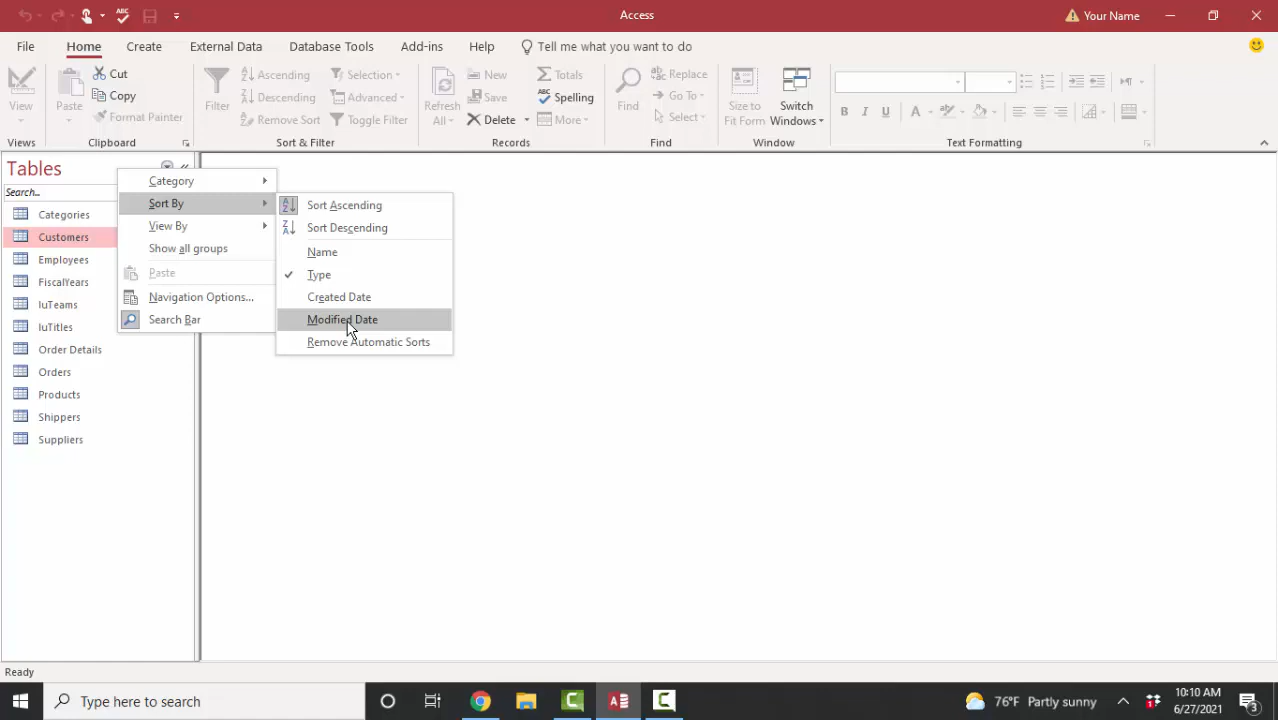 Access
Your Name
File Home Create External Data Database Tools Add-ins Help Tell me what you want to do
View
Views
Paste
Cut
Copy
Format Painter
Clipboard
Filter
Ascending
Descending
Remove Sort
Selection
Advanced
Toggle Filter
Sort & Filter
Refresh
All
New
Save
Delete
Totals
Spelling
More
Records
Find
Replace
Go To
Select
Find
Size to
Fit Form
Switch
Windows
Window
B I U A
Text Formatting
Tables
Search...
Categories
Customers
Employees
FiscalYears
luTeams
luTitles
Order Details
Orders
Products
Shippers
Suppliers
Category
Sort By
View By
Show all groups
Paste
Navigation Options...
Search Bar
Sort Ascending
Sort Descending
Name
Type
Created Date
Modified Date
Remove Automatic Sorts
Ready
Type here to search
76°F Partly sunny
10:10 AM
6/27/2021
3